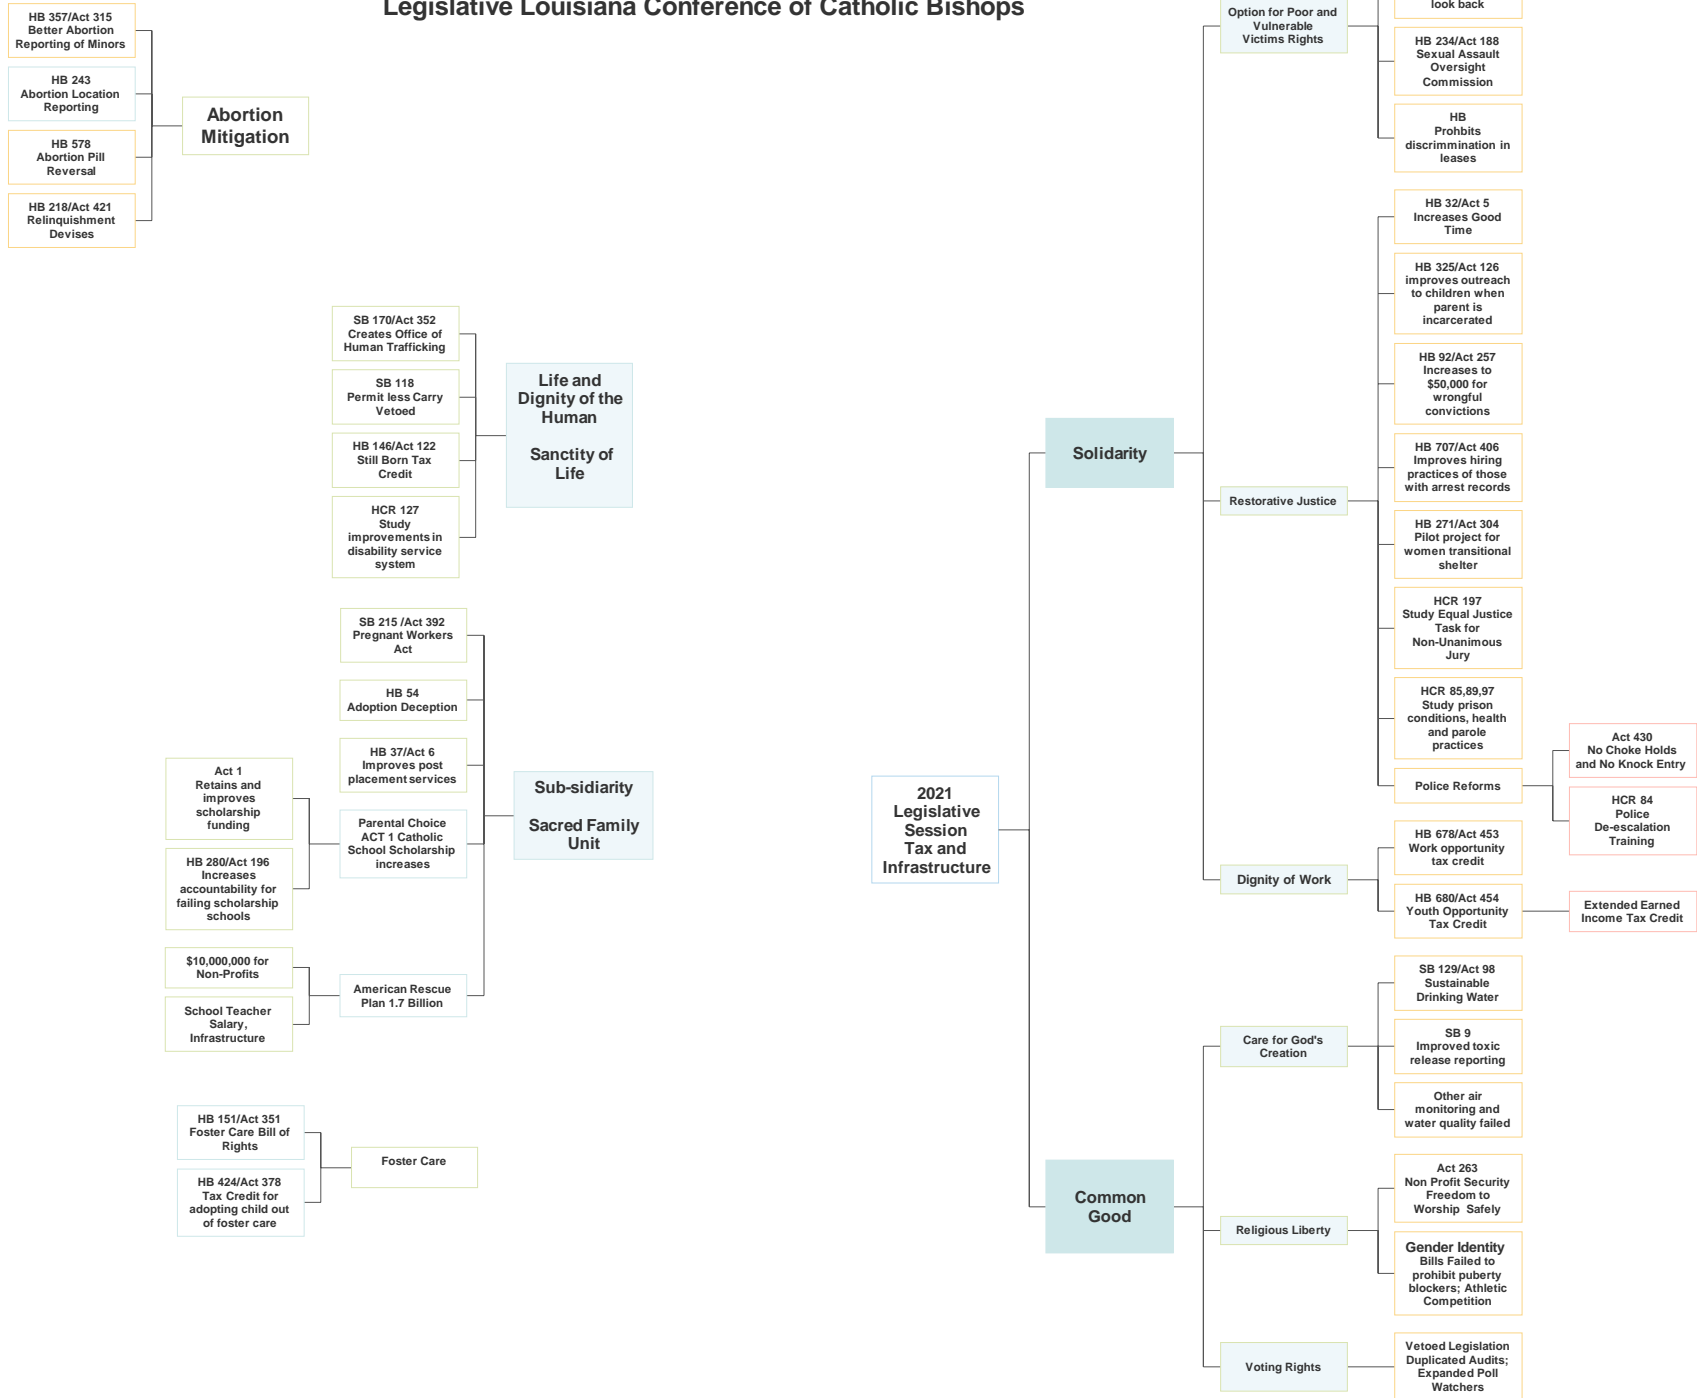 Legislative Louisiana Conference of Catholic Bishops
HB 357/Act 315
Better Abortion
Reporting of Minors
HB 243
Abortion Location
Reporting
HB 578
Abortion Pill
Reversal
HB 218/Act 421
Relinquishment
Devises
Abortion
Mitigation
SB 170/Act 352
Creates Office of
Human Trafficking
SB 118
Permit less Carry
Vetoed
HB 146/Act 122
Still Born Tax
Credit
HCR 127
Study
improvements in
disability service
system
Life and
Dignity of the
Human
Sanctity of
Life
SB 215 /Act 392
Pregnant Workers
Act
HB 54
Adoption Deception
HB 37/Act 6
Improves post
placement services
Parental Choice
ACT 1 Catholic
School Scholarship
increases
American Rescue
Plan 1.7 Billion
Act 1
Retains and
improves
scholarship
funding
HB 280/Act 196
Increases
accountability for
failing scholarship
schools
$10,000,000 for
Non-Profits
School Teacher
Salary,
Infrastructure
Sub-sidiarity
Sacred Family
Unit
HB 151/Act 351
Foster Care Bill of
Rights
HB 424/Act 378
Tax Credit for
adopting child out
of foster care
Foster Care
2021
Legislative
Session
Tax and
Infrastructure
Solidarity
Option for Poor and
Vulnerable
Victims Rights
look back
HB 234/Act 188
Sexual Assault
Oversight
Commission
HB
Prohbits
discrimmination in
leases
Restorative Justice
HB 32/Act 5
Increases Good
Time
HB 325/Act 126
improves outreach
to children when
parent is
incarcerated
HB 92/Act 257
Increases to
$50,000 for
wrongful
convictions
HB 707/Act 406
Improves hiring
practices of those
with arrest records
HB 271/Act 304
Pilot project for
women transitional
shelter
HCR 197
Study Equal Justice
Task for
Non-Unanimous
Jury
HCR 85,89,97
Study prison
conditions, health
and parole
practices
Police Reforms
Act 430
No Choke Holds
and No Knock Entry
HCR 84
Police
De-escalation
Training
Dignity of Work
HB 678/Act 453
Work opportunity
tax credit
HB 680/Act 454
Youth Opportunity
Tax Credit
Extended Earned
Income Tax Credit
Common
Good
Care for God's
Creation
SB 129/Act 98
Sustainable
Drinking Water
SB 9
Improved toxic
release reporting
Other air
monitoring and
water quality failed
Religious Liberty
Act 263
Non Profit Security
Freedom to
Worship Safely
Gender Identity
Bills Failed to
prohibit puberty
blockers; Athletic
Competition
Voting Rights
Vetoed Legislation
Duplicated Audits;
Expanded Poll
Watchers